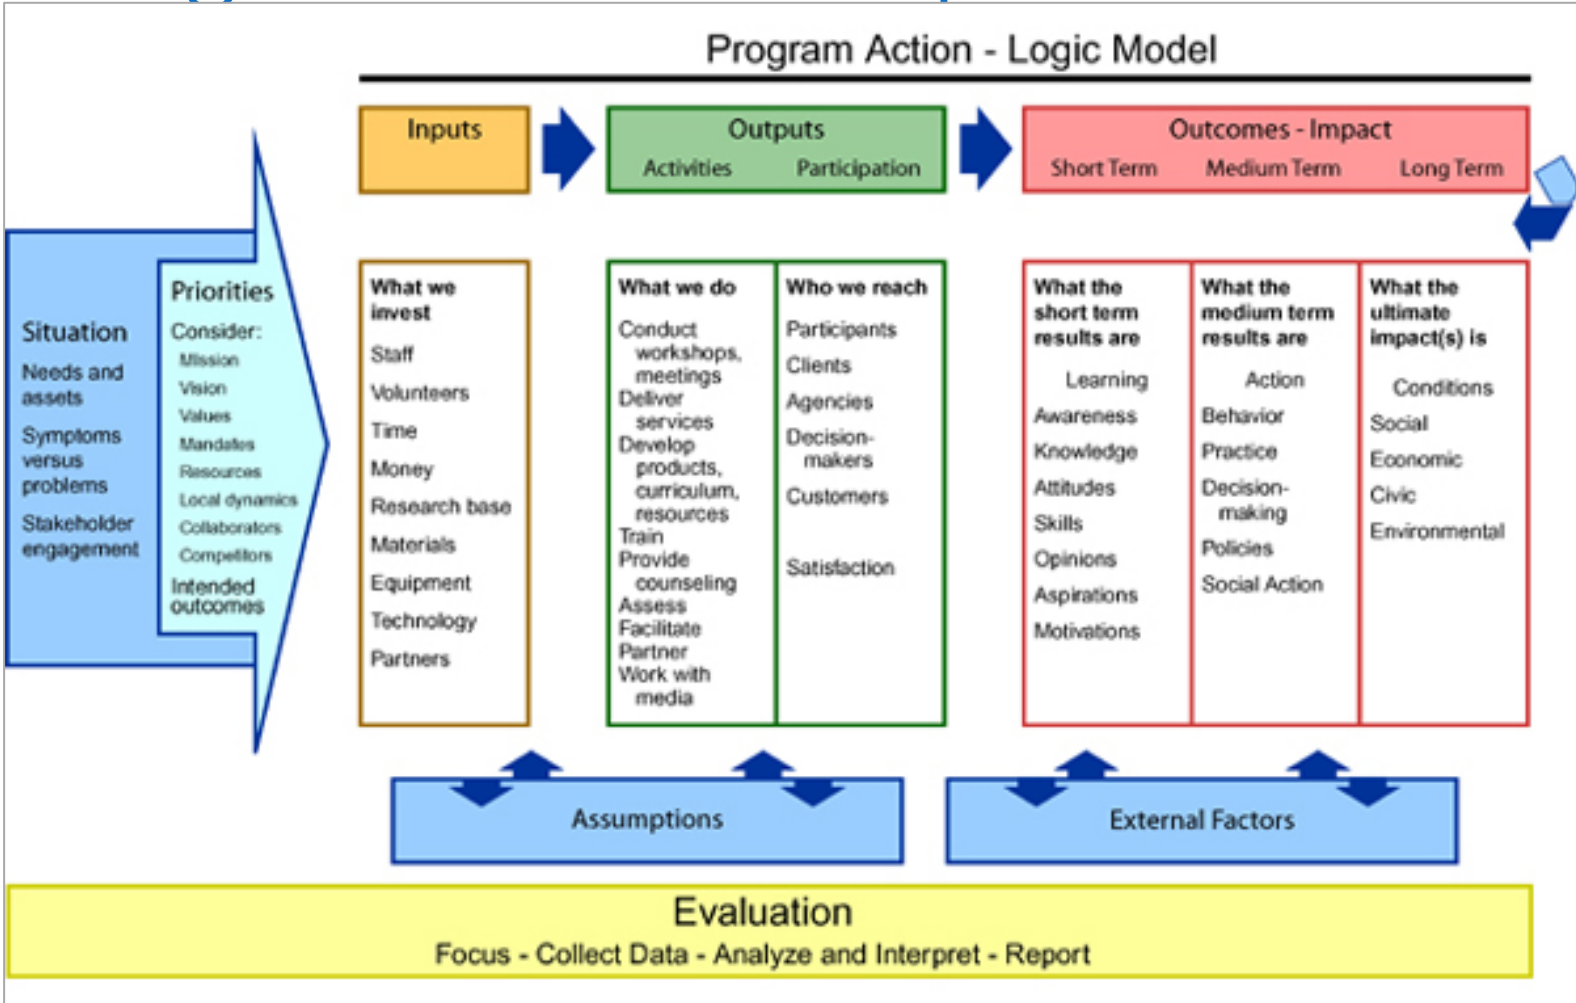 Program Action - Logic Model
Inputs
Outputs
Activities Participation
Outcomes - Impact
Short Term Medium Term Long Term
Situation
Needs and
assets
Symptoms
versus
problems
Stakeholder
engagement
Priorities
Consider:
Mission
Vision
Values
Mandates
Resources
Local dynamics
Collaborators
Competitors
Intended
outcomes
What we
invest
Staff
Volunteers
Time
Money
Research base
Materials
Equipment
Technology
Partners
What we do
Conduct
workshops,
meetings
Deliver
services
Develop
products,
curriculum,
resources
Train
Provide
counseling
Assess
Facilitate
Partner
Work with
media
Who we reach
Participants
Clients
Agencies
Decision-
makers
Customers
Satisfaction
What the
short term
results are
Learning
Awareness
Knowledge
Attitudes
Skills
Opinions
Aspirations
Motivations
What the
medium term
results are
Action
Behavior
Practice
Decision-
making
Policies
Social Action
What the
ultimate
impact(s) is
Conditions
Social
Economic
Civic
Environmental
Assumptions
External Factors
Evaluation
Focus - Collect Data - Analyze and Interpret - Report